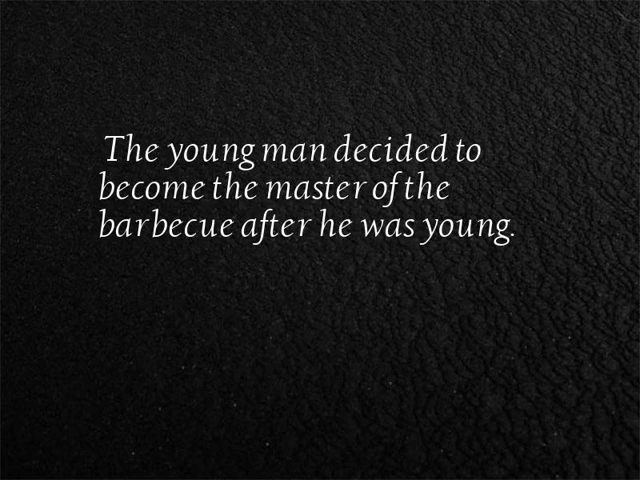 The young man decided to
become the master of the
barbecue after he was young.